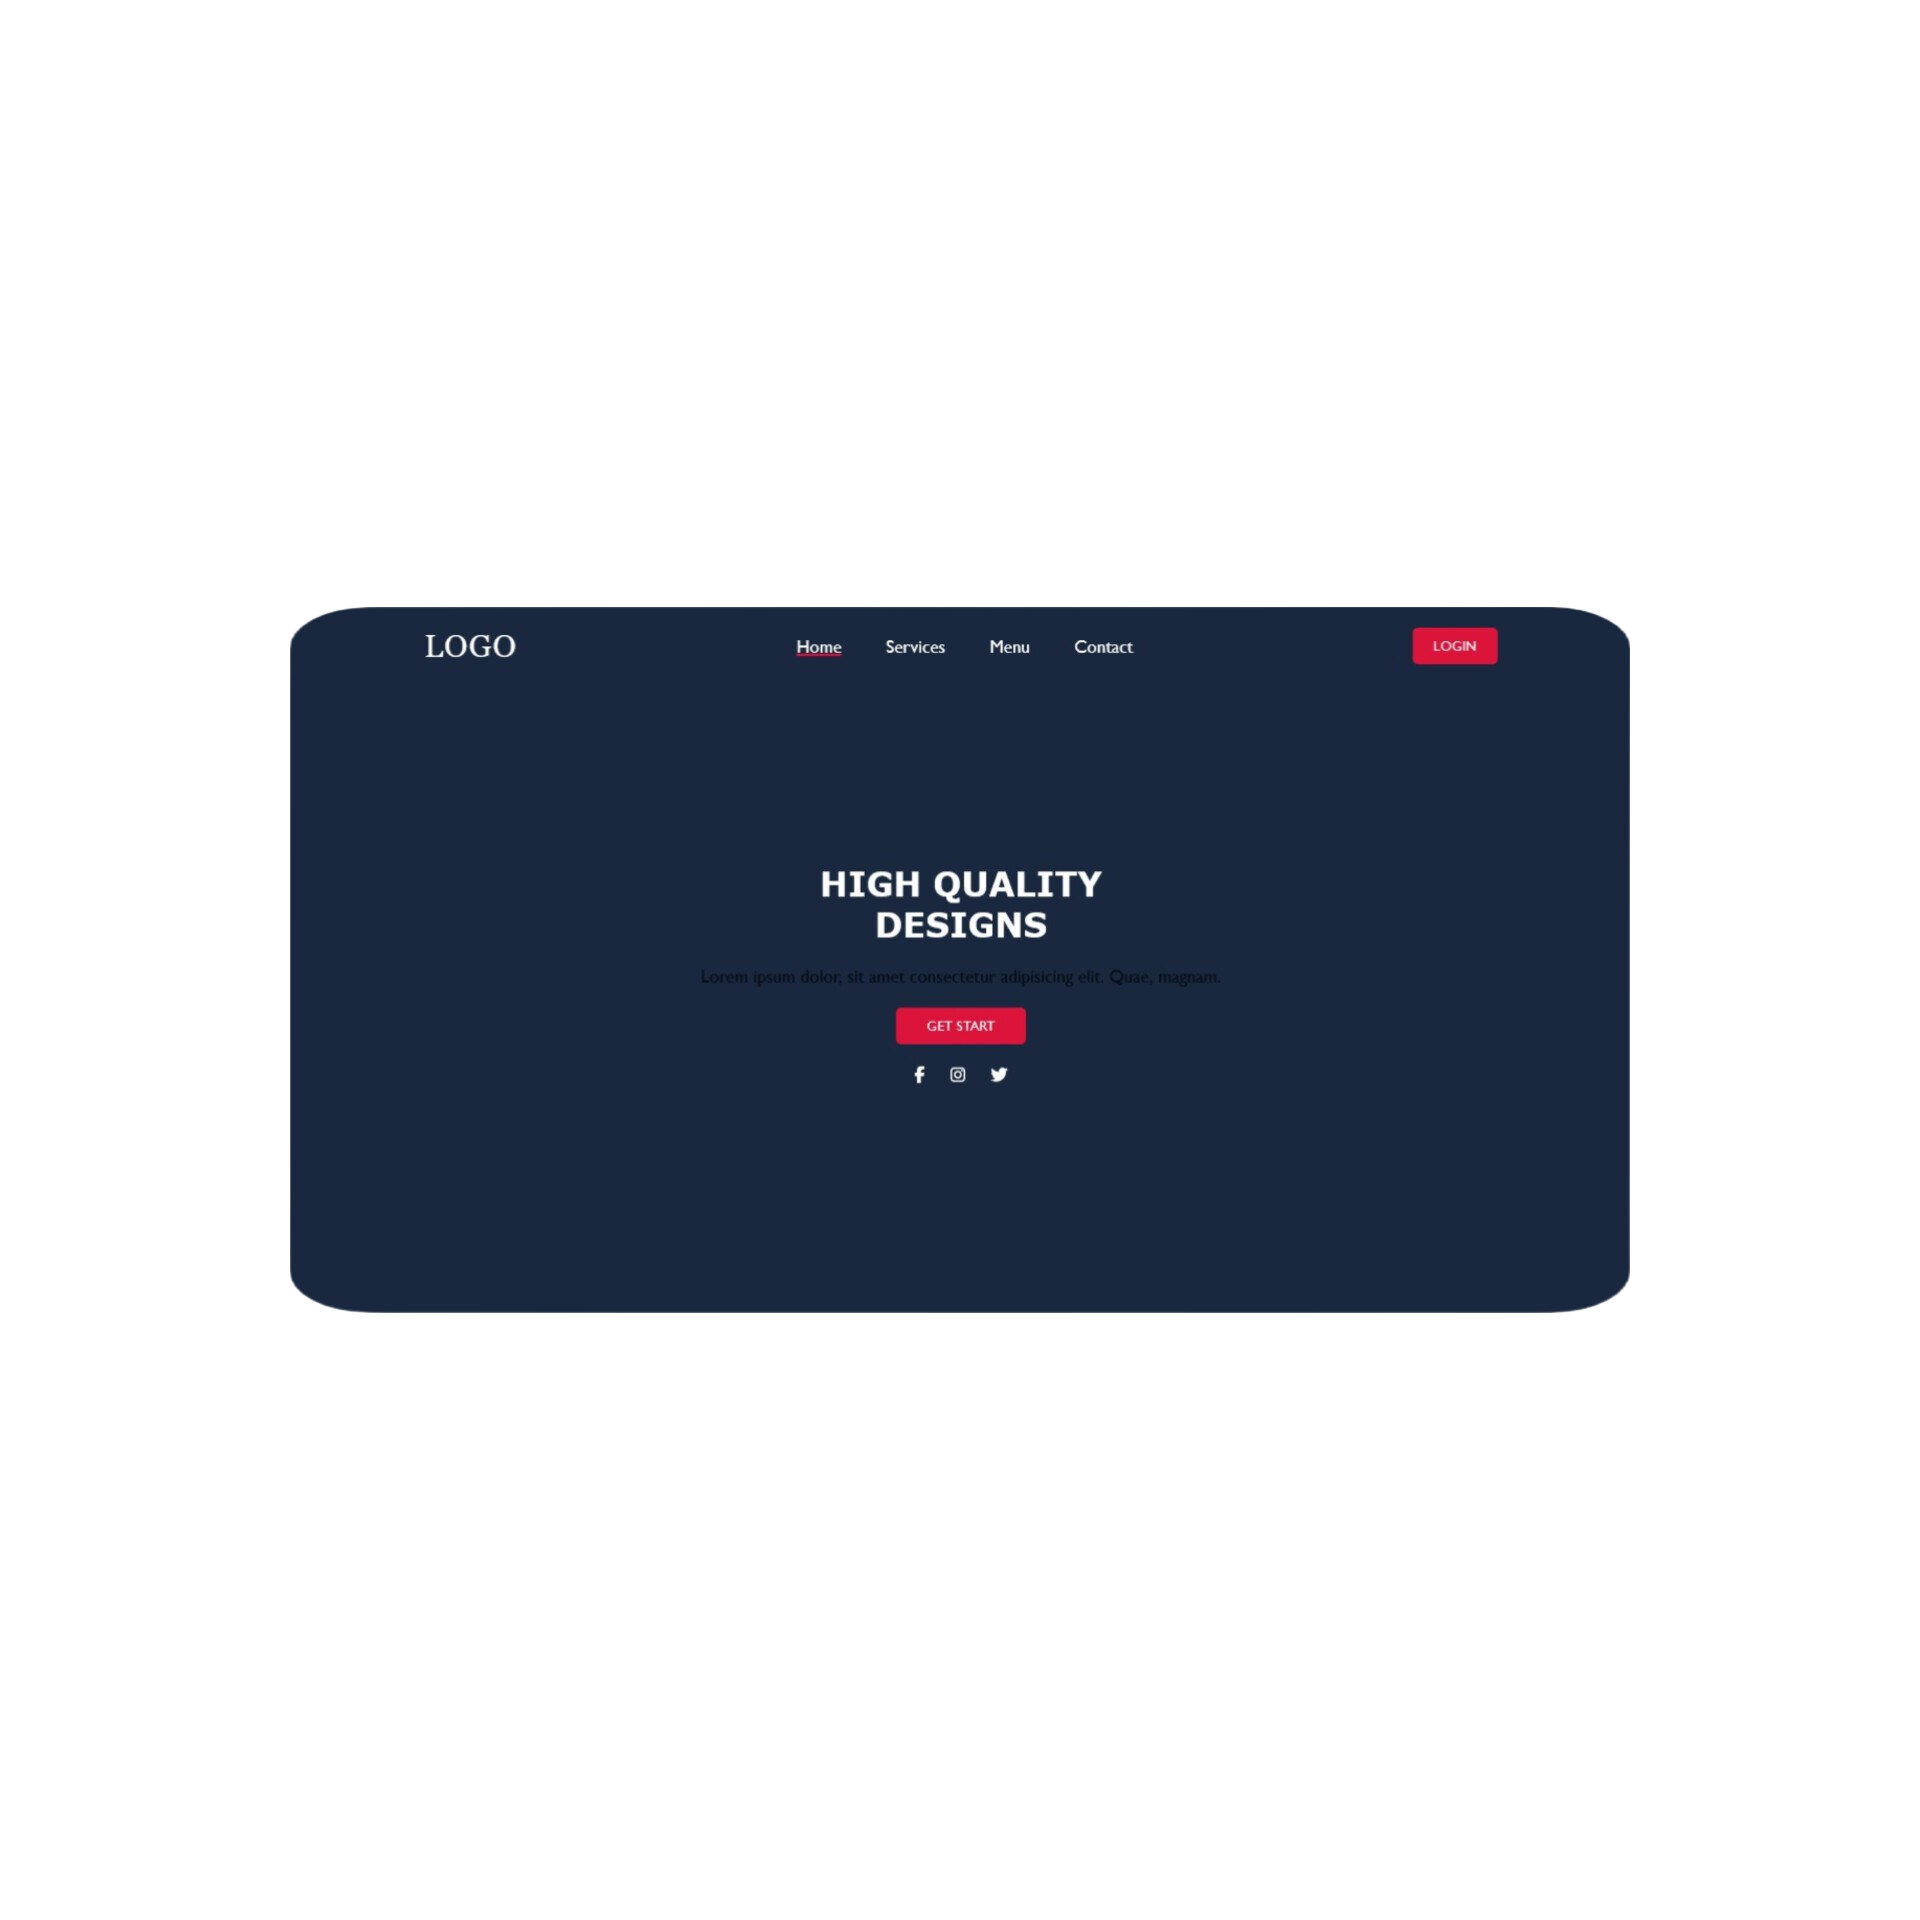 LOGO
Home Services Menu Contact
LOGIN
HIGH QUALITY
DESIGNS
Lorem ipsum dolor, sit amet consectetur adipisicing elit. Quae, magnam.
GET START